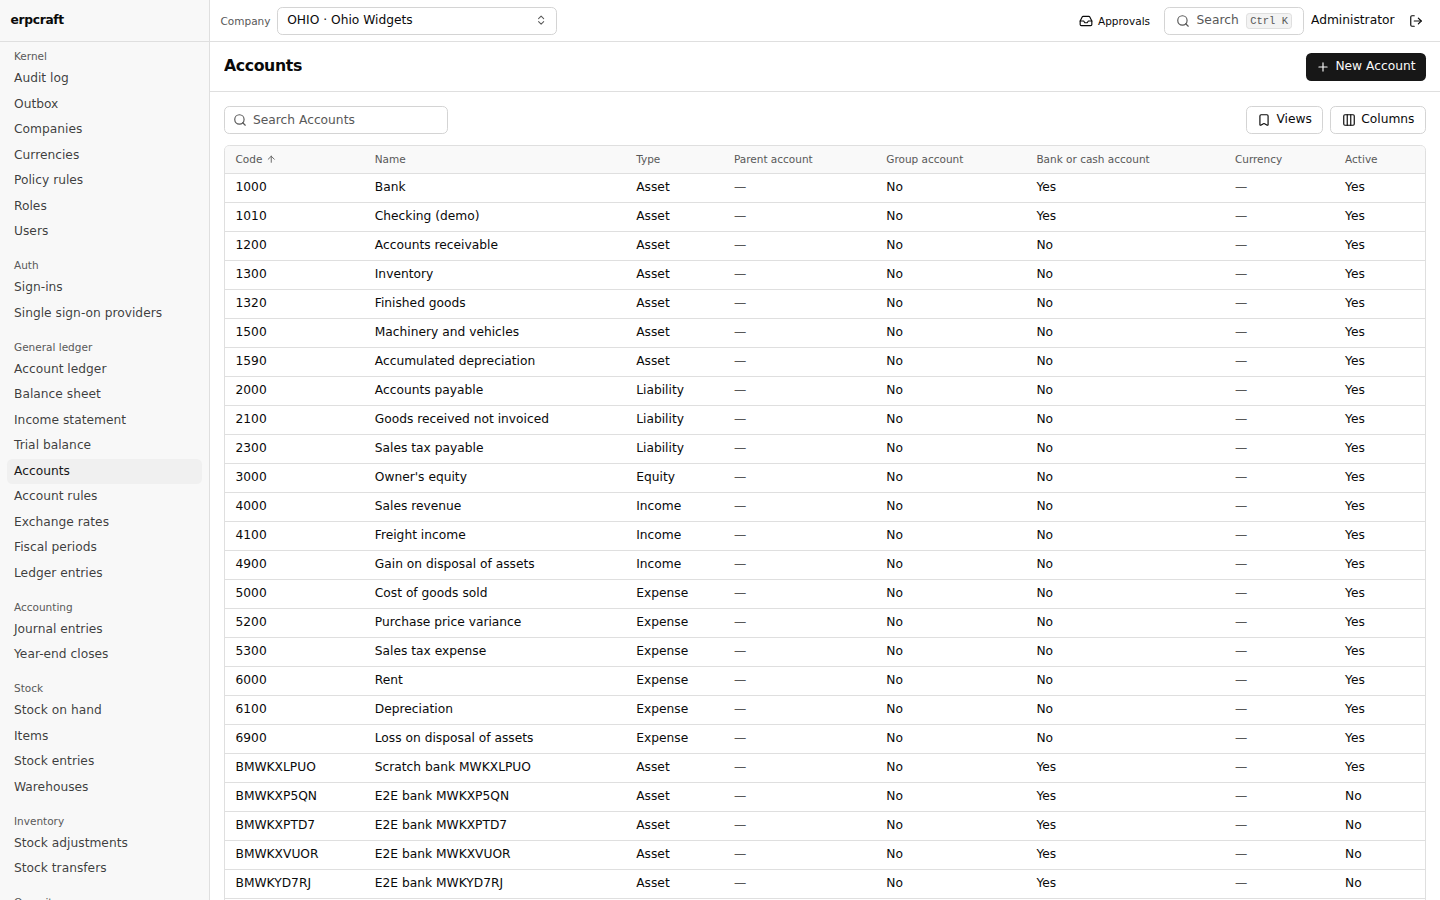 erpcraft
Company OHIO · Ohio Widgets Approvals Search Ctrl K Administrator
Kernel
Audit log
Outbox
Companies
Currencies
Policy rules
Roles
Users
Auth
Sign-ins
Single sign-on providers
General ledger
Account ledger
Balance sheet
Income statement
Trial balance
Accounts
Account rules
Exchange rates
Fiscal periods
Ledger entries
Accounting
Journal entries
Year-end closes
Stock
Stock on hand
Items
Stock entries
Warehouses
Inventory
Stock adjustments
Stock transfers
Accounts New Account
Search Accounts Views Columns
Code Name Type Parent account Group account Bank or cash account Currency Active
1000 Bank Asset — No Yes — Yes
1010 Checking (demo) Asset — No Yes — Yes
1200 Accounts receivable Asset — No No — Yes
1300 Inventory Asset — No No — Yes
1320 Finished goods Asset — No No — Yes
1500 Machinery and vehicles Asset — No No — Yes
1590 Accumulated depreciation Asset — No No — Yes
2000 Accounts payable Liability — No No — Yes
2100 Goods received not invoiced Liability — No No — Yes
2300 Sales tax payable Liability — No No — Yes
3000 Owner's equity Equity — No No — Yes
4000 Sales revenue Income — No No — Yes
4100 Freight income Income — No No — Yes
4900 Gain on disposal of assets Income — No No — Yes
5000 Cost of goods sold Expense — No No — Yes
5200 Purchase price variance Expense — No No — Yes
5300 Sales tax expense Expense — No No — Yes
6000 Rent Expense — No No — Yes
6100 Depreciation Expense — No No — Yes
6900 Loss on disposal of assets Expense — No No — Yes
BMWKXLPUO Scratch bank MWKXLPUO Asset — No Yes — Yes
BMWKXP5QN E2E bank MWKXP5QN Asset — No Yes — No
BMWKXPTD7 E2E bank MWKXPTD7 Asset — No Yes — No
BMWKXVUOR E2E bank MWKXVUOR Asset — No Yes — No
BMWKYD7RJ E2E bank MWKYD7RJ Asset — No Yes — No